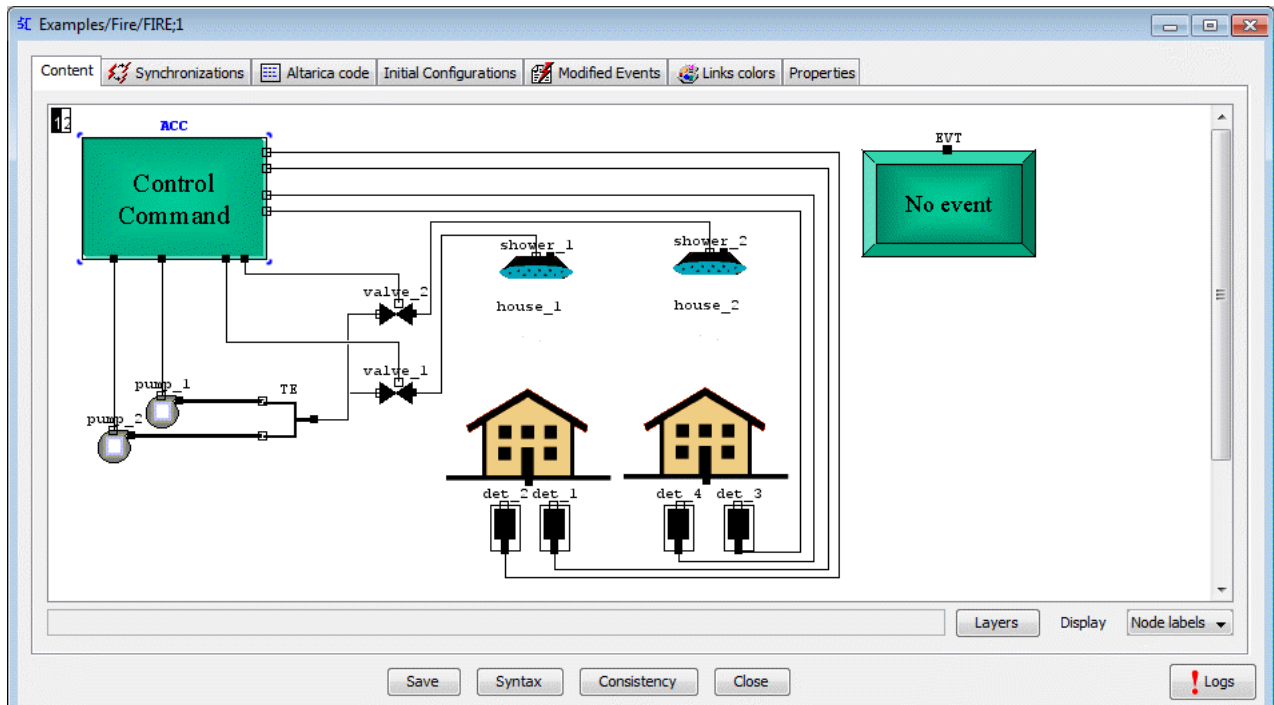 Examples/Fire/FIRE;1
Content Synchronizations Altarica code Initial Configurations Modified Events Links colors Properties
12
ACC
Control
Command
EVT
No event
shower_1
shower_2
house_1
house_2
valve_2
valve_1
pump_1
TE
pump_2
det_2 det_1 det_4 det_3
Layers Display Node labels
Save Syntax Consistency Close Logs